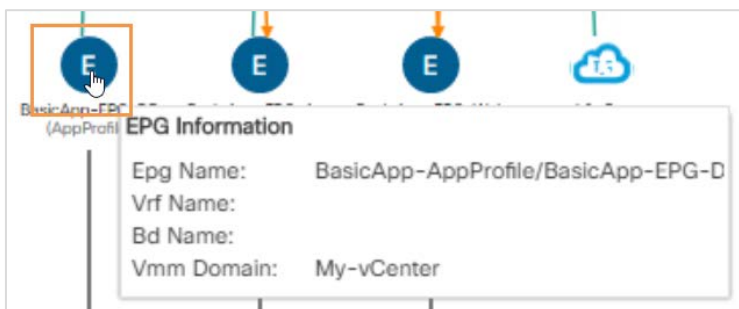 E E E L3
BasicApp-EPG
(AppProfil
EPG Information
Epg Name: BasicApp-AppProfile/BasicApp-EPG-D
Vrf Name:
Bd Name:
Vmm Domain: My-vCenter